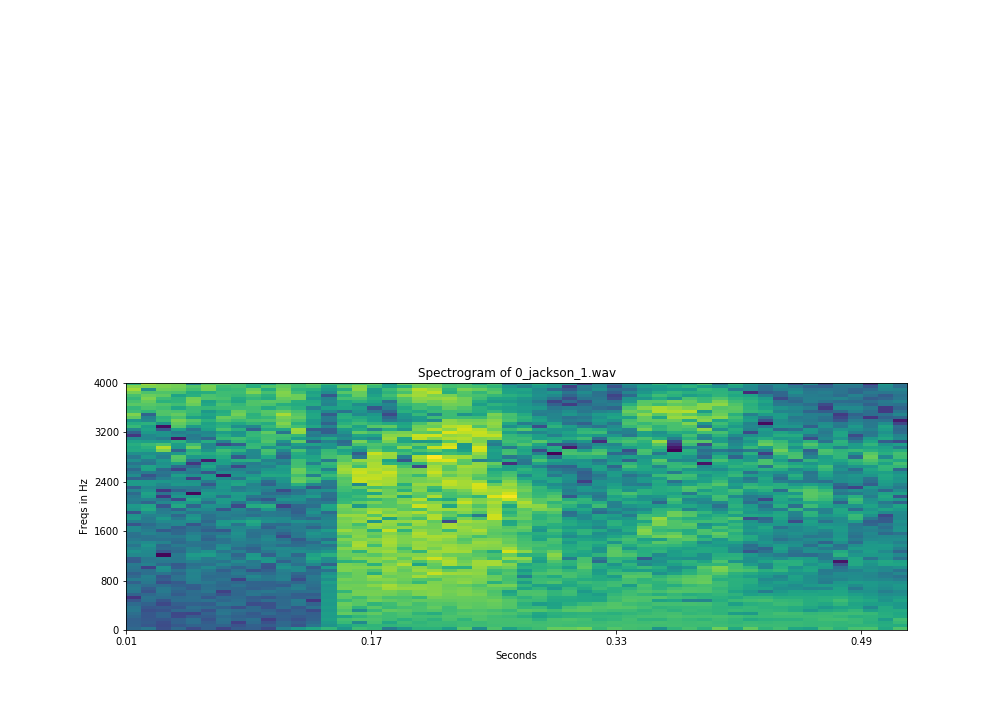 Spectrogram of 0_jackson_1.wav
4000
3200
2400
1600
800
0
Freqs in Hz
0.01 0.17 0.33 0.49
Seconds